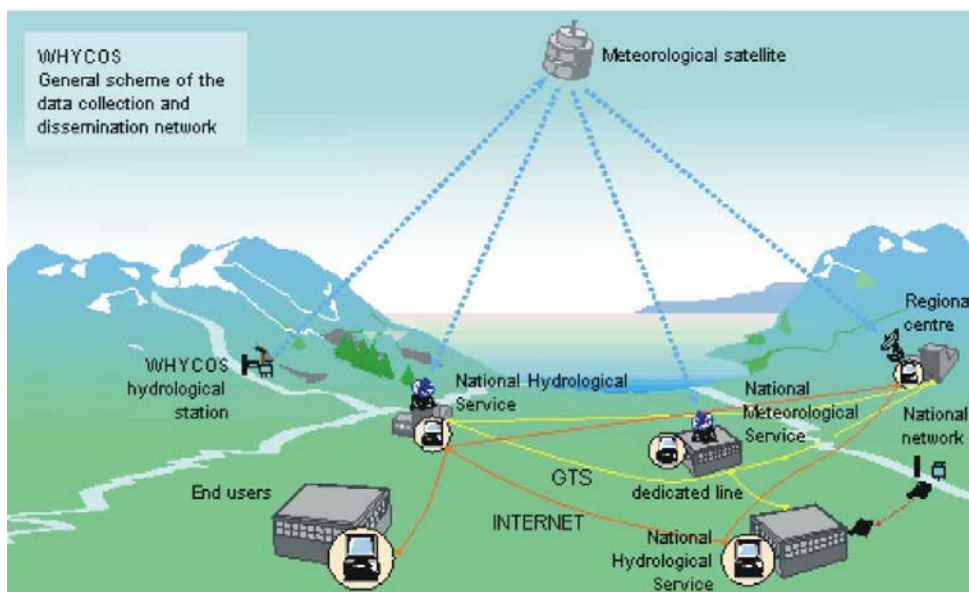 WHYCOS
General scheme of the
data collection and
dissemination network
Meteorological satellite
Regional
centre
WHYCOS
hydrological
station
National Hydrological
Service
National
Meteorological
Service
National
network
GTS
dedicated line
End users
INTERNET
National
Hydrological
Service